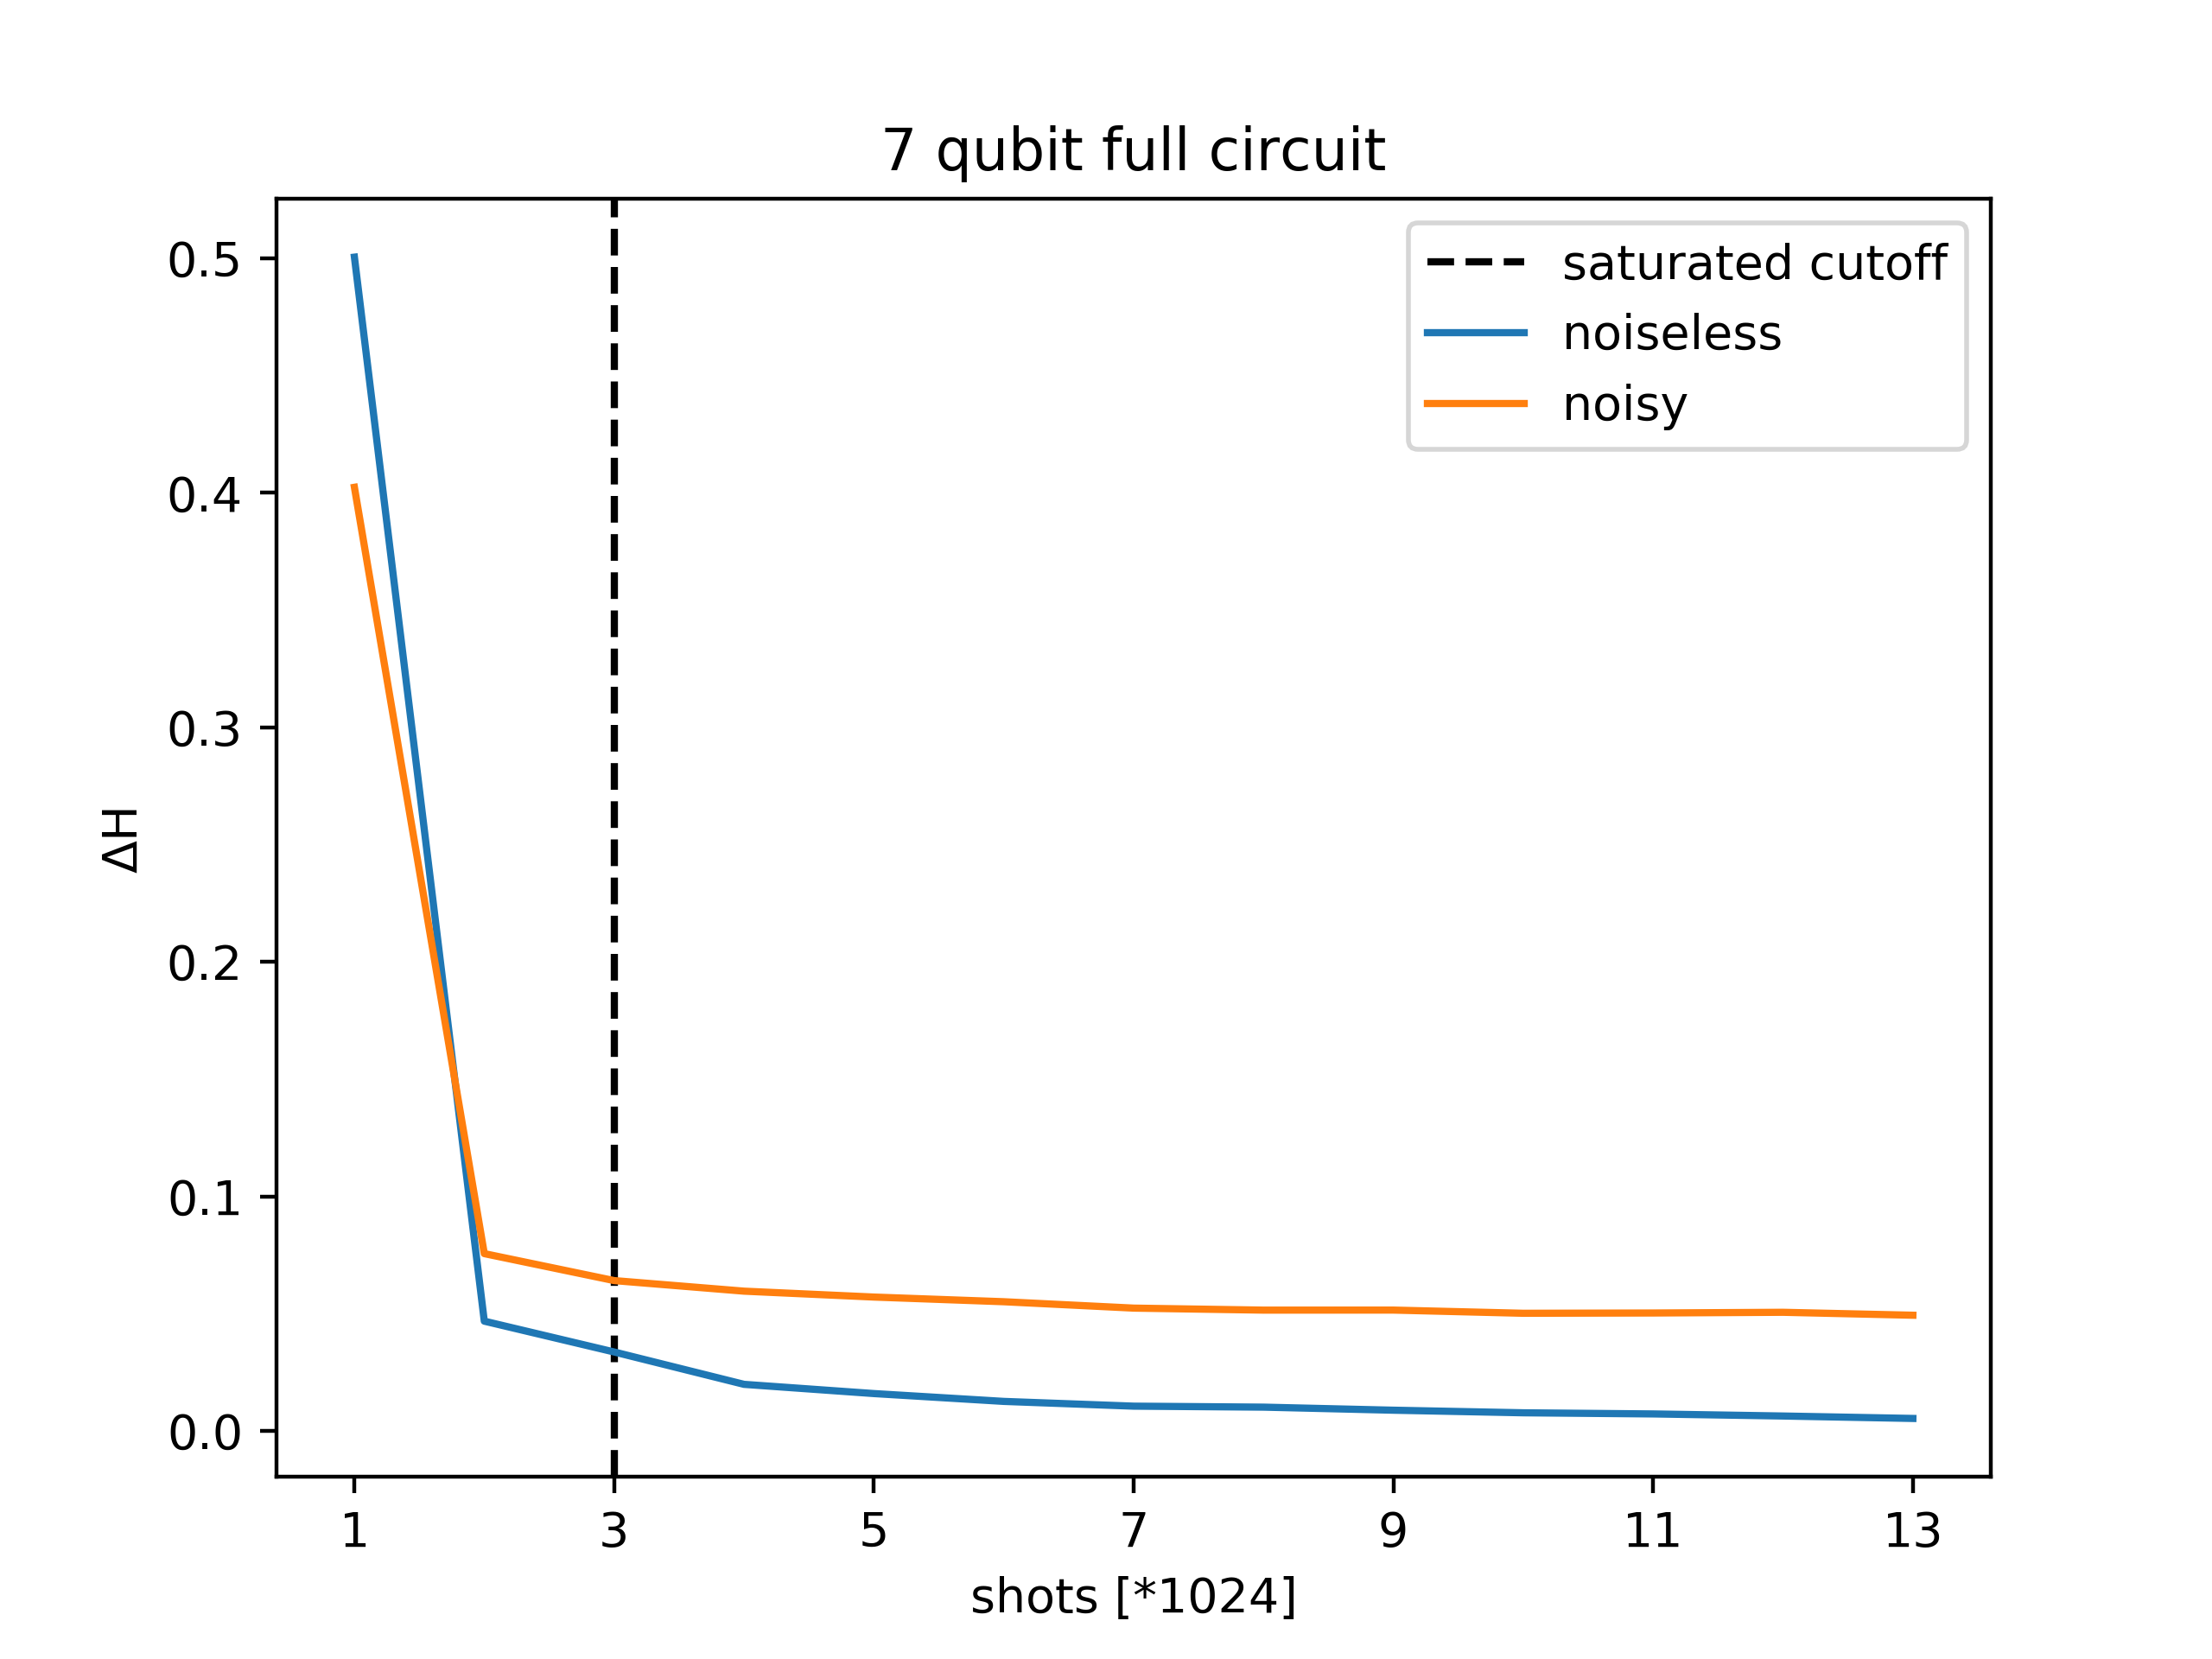 7 qubit full circuit
saturated cutoff
noiseless
noisy
0.5
0.4
0.3
0.2
0.1
0.0
ΔH
1 3 5 7 9 11 13
shots [*1024]